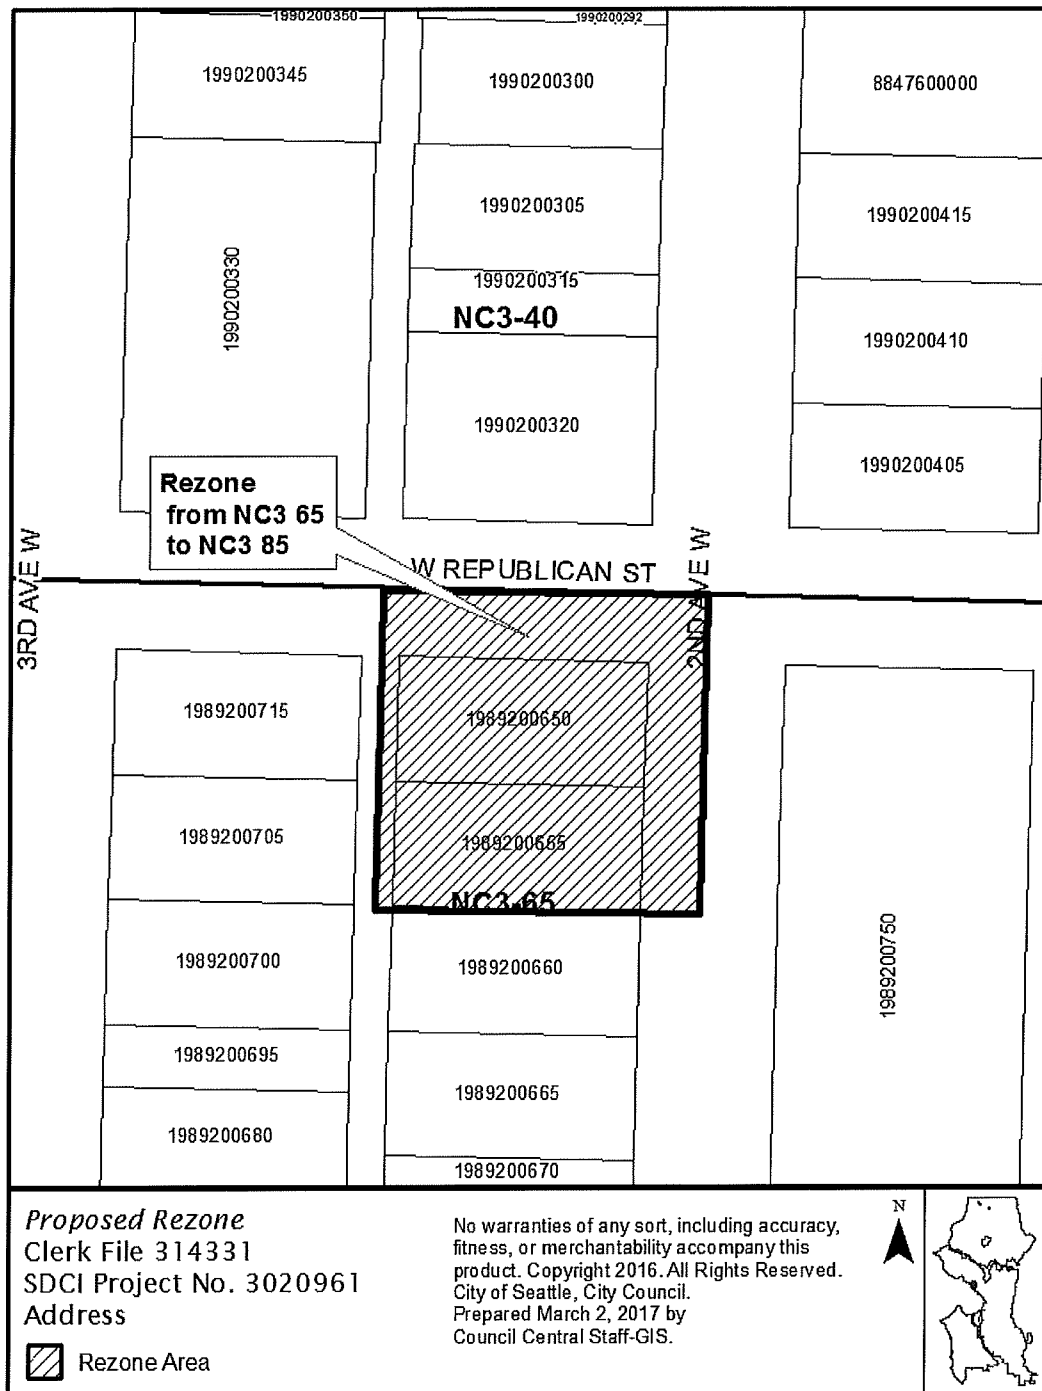 1990200350
1990200292
1990200345
1990200300
8847600000
1990200305
1990200415
1990200330
1990200315
NC3-40
1990200410
1990200320
1990200405
Rezone
from NC3 65
to NC3 85
W REPUBLICAN ST
3RD AVE W
2ND AVE W
1989200715
1989200650
1989200705
1989200655
NC3-65
1989200700
1989200660
1989200750
1989200695
1989200665
1989200680
1989200670
Proposed Rezone
Clerk File 314331
SDCI Project No. 3020961
Address
Rezone Area
No warranties of any sort, including accuracy,
fitness, or merchantability accompany this
product. Copyright 2016. All Rights Reserved.
City of Seattle, City Council.
Prepared March 2, 2017 by
Council Central Staff-GIS.
N